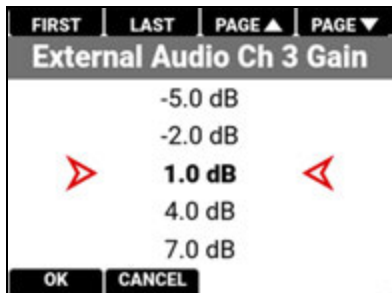 FIRST LAST PAGE▲ PAGE▼
External Audio Ch 3 Gain
-5.0 dB
-2.0 dB
1.0 dB
4.0 dB
7.0 dB
OK CANCEL